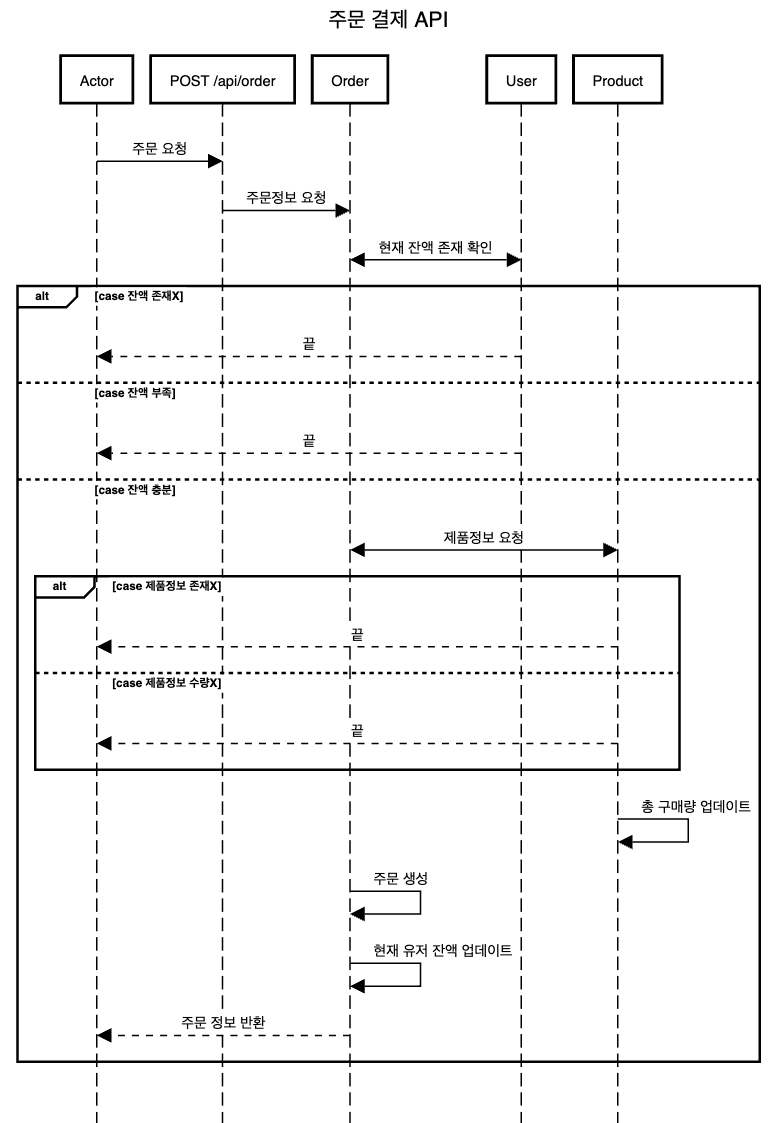 주문 결제 API
Actor
POST /api/order
Order
User
Product
주문 요청
주문정보 요청
현재 잔액 존재 확인
alt
[case 잔액 존재X]
끝
[case 잔액 부족]
끝
[case 잔액 충분]
제품정보 요청
alt
[case 제품정보 존재X]
끝
[case 제품정보 수량X]
끝
총 구매량 업데이트
주문 생성
현재 유저 잔액 업데이트
주문 정보 반환